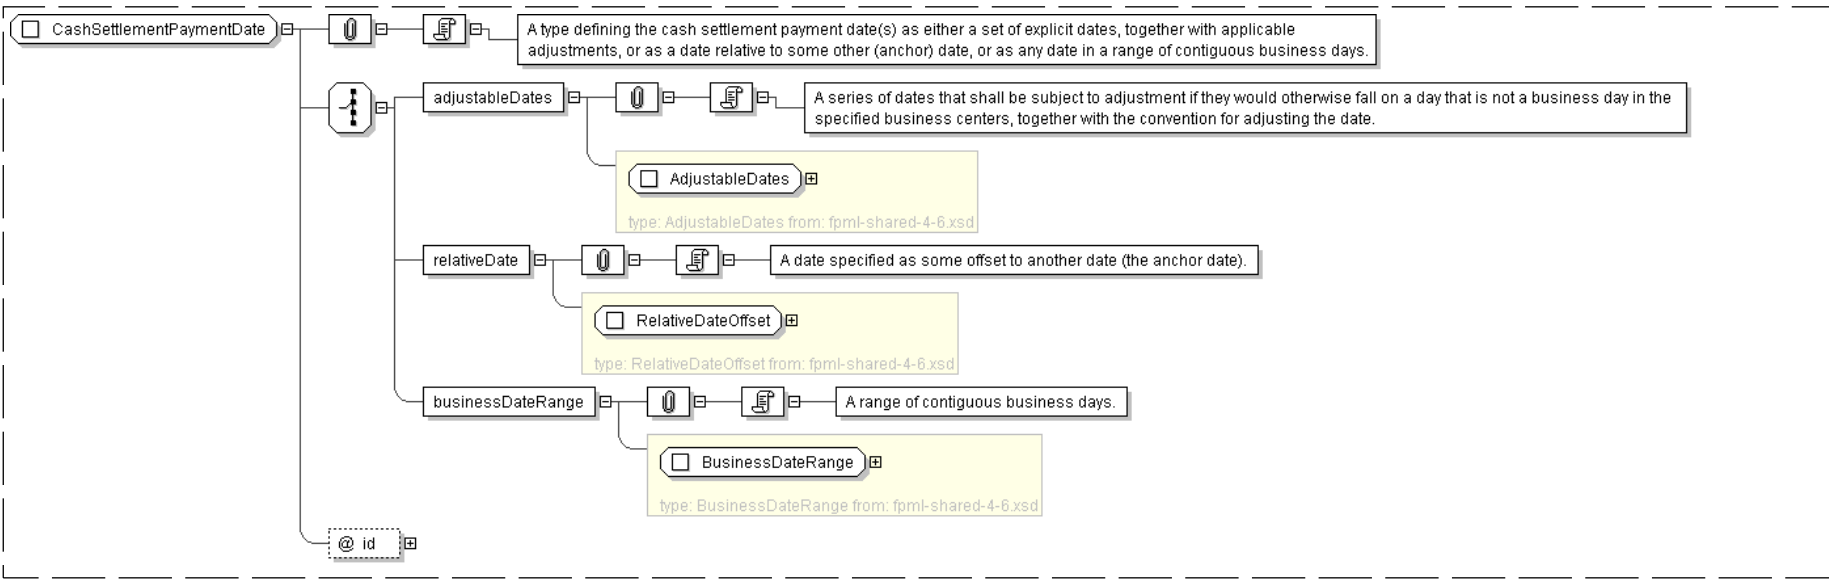 CashSettlementPaymentDate
A type defining the cash settlement payment date(s) as either a set of explicit dates, together with applicable
adjustments, or as a date relative to some other (anchor) date, or as any date in a range of contiguous business days.
adjustableDates
A series of dates that shall be subject to adjustment if they would otherwise fall on a day that is not a business day in the
specified business centers, together with the convention for adjusting the date.
AdjustableDates
type: AdjustableDates from: fpml-shared-4-6.xsd
relativeDate
A date specified as some offset to another date (the anchor date).
RelativeDateOffset
type: RelativeDateOffset from: fpml-shared-4-6.xsd
businessDateRange
A range of contiguous business days.
BusinessDateRange
type: BusinessDateRange from: fpml-shared-4-6.xsd
@ id